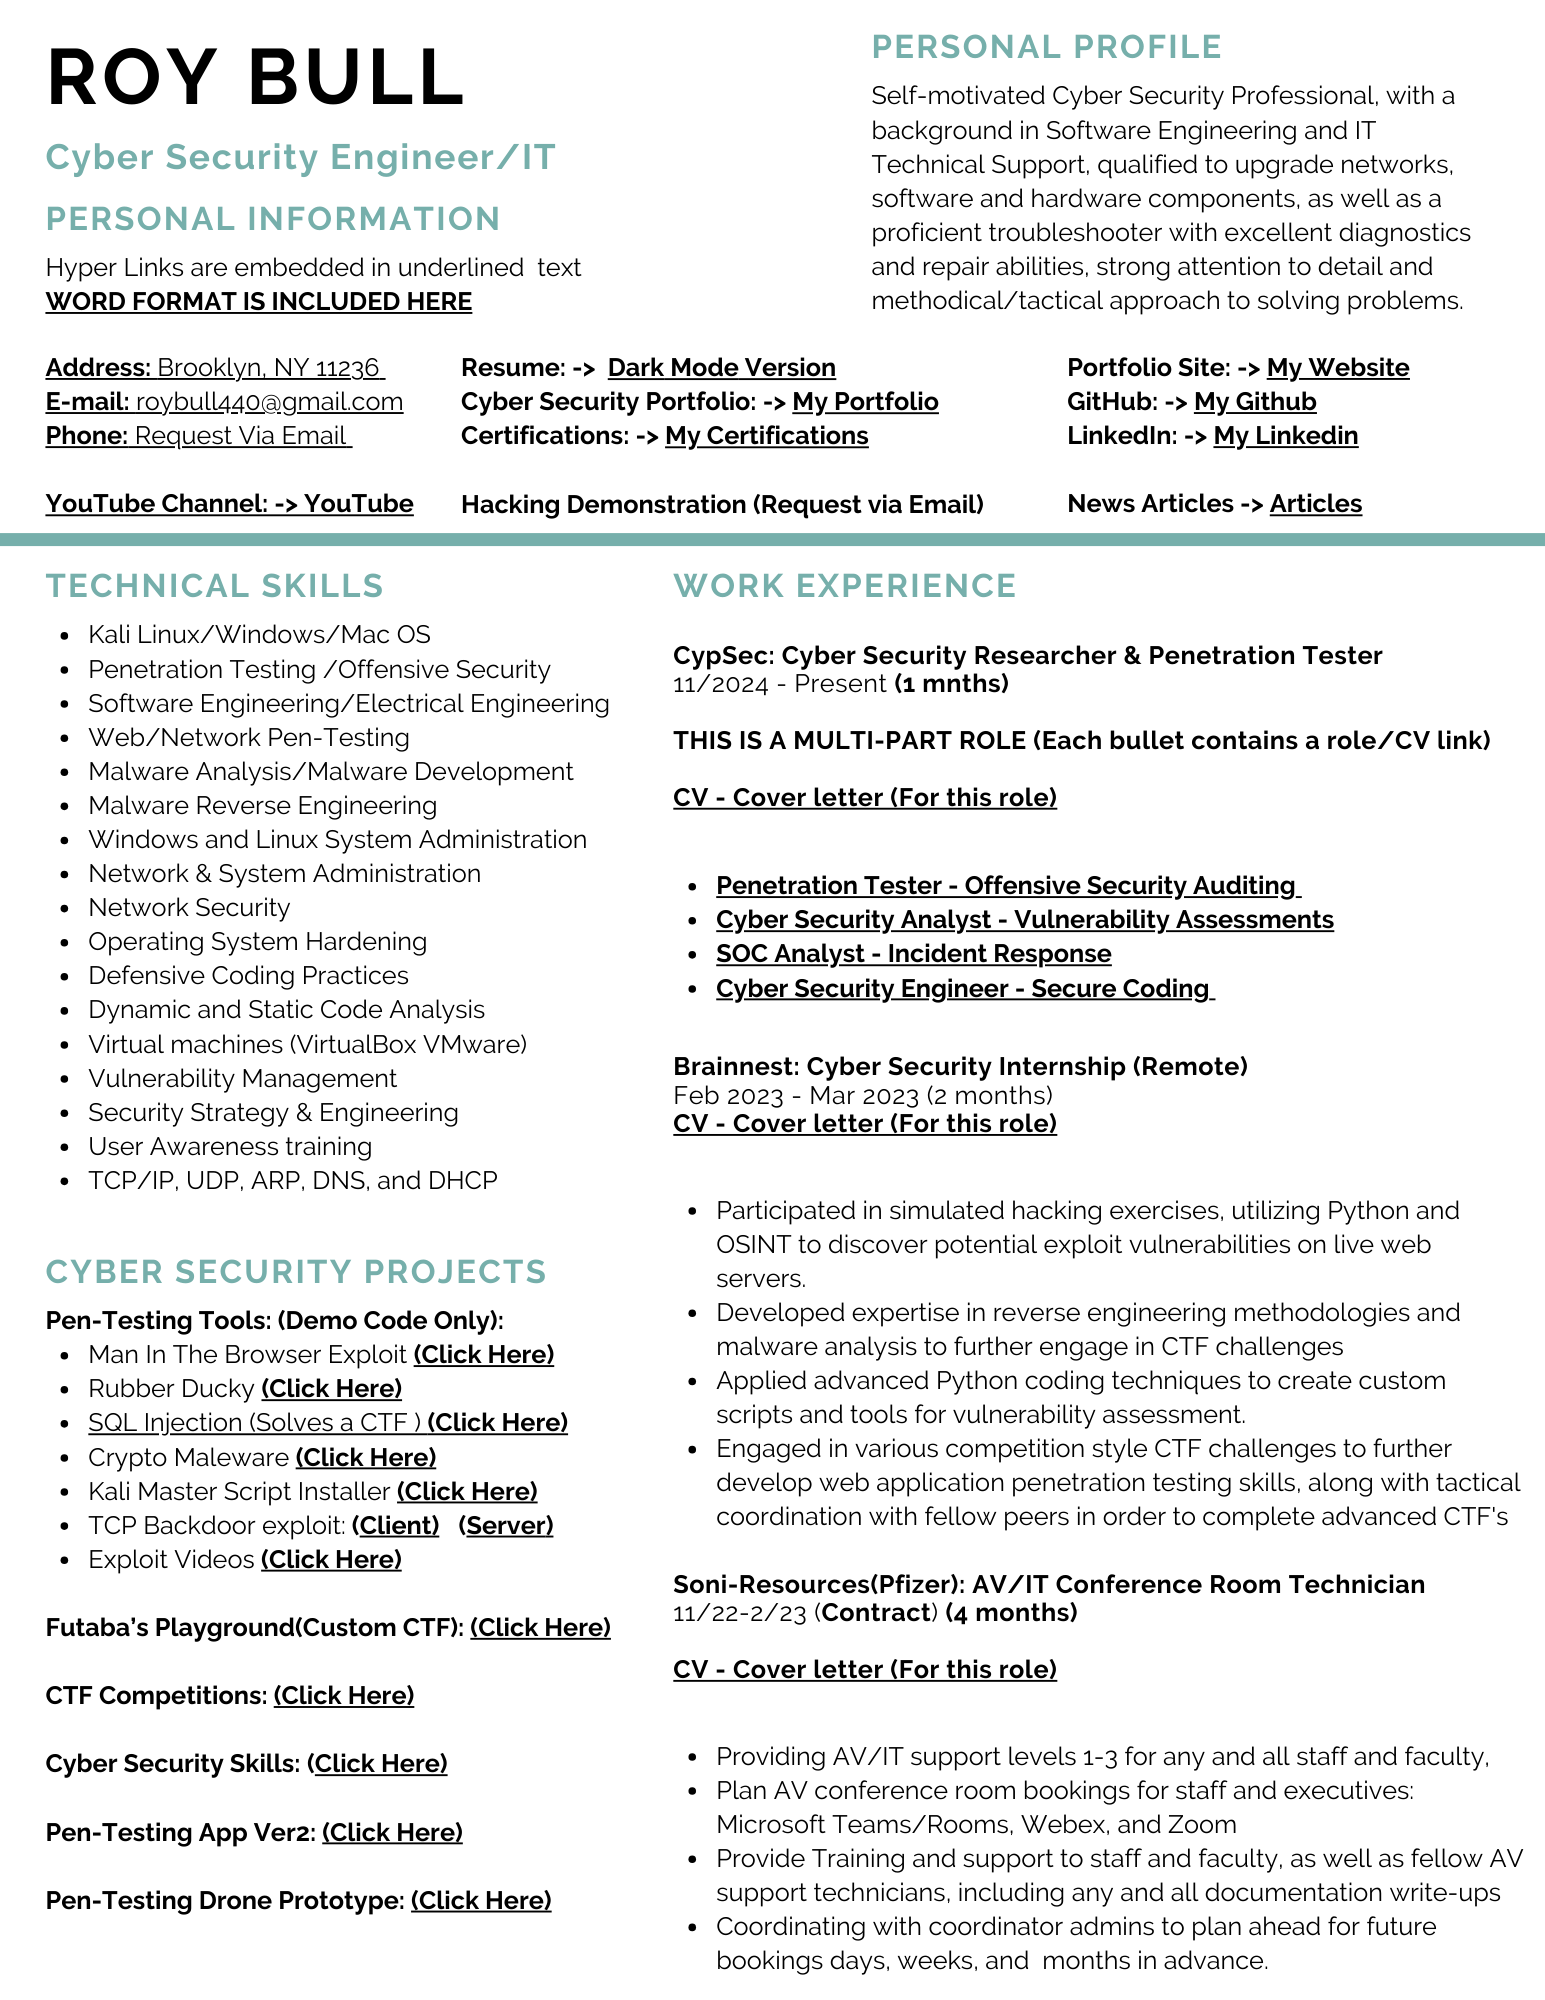 ROY BULL
Cyber Security Engineer/IT
PERSONAL INFORMATION
Hyper Links are embedded in underlined text
WORD FORMAT IS INCLUDED HERE
PERSONAL PROFILE
Self-motivated Cyber Security Professional, with a
background in Software Engineering and IT
Technical Support, qualified to upgrade networks,
software and hardware components, as well as a
proficient troubleshooter with excellent diagnostics
and repair abilities, strong attention to detail and
methodical/tactical approach to solving problems.
Address: Brooklyn, NY 11236
E-mail: roybull440@gmail.com
Phone: Request Via Email
YouTube Channel: -> YouTube
Resume: -> Dark Mode Version
Cyber Security Portfolio: -> My Portfolio
Certifications: -> My Certifications
Hacking Demonstration (Request via Email)
Portfolio Site: -> My Website
GitHub: -> My Github
LinkedIn: -> My Linkedin
News Articles -> Articles
TECHNICAL SKILLS
• Kali Linux/Windows/Mac OS
• Penetration Testing /Offensive Security
• Software Engineering/Electrical Engineering
• Web/Network Pen-Testing
• Malware Analysis/Malware Development
• Malware Reverse Engineering
• Windows and Linux System Administration
• Network & System Administration
• Network Security
• Operating System Hardening
• Defensive Coding Practices
• Dynamic and Static Code Analysis
• Virtual machines (VirtualBox VMware)
• Vulnerability Management
• Security Strategy & Engineering
• User Awareness training
• TCP/IP, UDP, ARP, DNS, and DHCP
CYBER SECURITY PROJECTS
Pen-Testing Tools: (Demo Code Only):
• Man In The Browser Exploit (Click Here)
• Rubber Ducky (Click Here)
• SQL Injection (Solves a CTF ) (Click Here)
• Crypto Maleware (Click Here)
• Kali Master Script Installer (Click Here)
• TCP Backdoor exploit: (Client) (Server)
• Exploit Videos (Click Here)
Futaba’s Playground(Custom CTF): (Click Here)
CTF Competitions: (Click Here)
Cyber Security Skills: (Click Here)
Pen-Testing App Ver2: (Click Here)
Pen-Testing Drone Prototype: (Click Here)
WORK EXPERIENCE
CypSec: Cyber Security Researcher & Penetration Tester
11/2024 - Present (1 mnths)
THIS IS A MULTI-PART ROLE (Each bullet contains a role/CV link)
CV - Cover letter (For this role)
• Penetration Tester - Offensive Security Auditing
• Cyber Security Analyst - Vulnerability Assessments
• SOC Analyst - Incident Response
• Cyber Security Engineer - Secure Coding
Brainnest: Cyber Security Internship (Remote)
Feb 2023 - Mar 2023 (2 months)
CV - Cover letter (For this role)
• Participated in simulated hacking exercises, utilizing Python and
OSINT to discover potential exploit vulnerabilities on live web
servers.
• Developed expertise in reverse engineering methodologies and
malware analysis to further engage in CTF challenges
• Applied advanced Python coding techniques to create custom
scripts and tools for vulnerability assessment.
• Engaged in various competition style CTF challenges to further
develop web application penetration testing skills, along with tactical
coordination with fellow peers in order to complete advanced CTF's
Soni-Resources(Pfizer): AV/IT Conference Room Technician
11/22-2/23 (Contract) (4 months)
CV - Cover letter (For this role)
• Providing AV/IT support levels 1-3 for any and all staff and faculty,
• Plan AV conference room bookings for staff and executives:
Microsoft Teams/Rooms, Webex, and Zoom
• Provide Training and support to staff and faculty, as well as fellow AV
support technicians, including any and all documentation write-ups
• Coordinating with coordinator admins to plan ahead for future
bookings days, weeks, and months in advance.